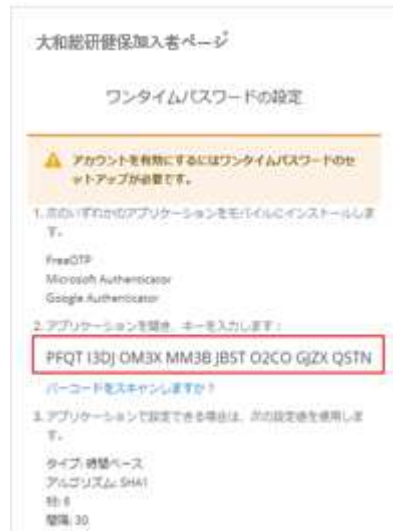 大和総研健保加入者ページ
ワンタイムパスワードの設定
アカウントを有効にするにはワンタイムパスワードのセ
ットアップが必要です。
1. 次のいずれかのアプリケーションをモバイルにインストールしま
す。
FreeOTP
Microsoft Authenticator
Google Authenticator
2. アプリケーションを開き、キーを入力します：
PFQT I3DJ OM3X MM3B JBST O2CO GJZX QSTN
バーコードをスキャンしますか？
3. アプリケーションで設定できる場合は、次の設定値を使用しま
す。
タイプ: 時間ベース
アルゴリズム: SHA1
桁: 6
間隔: 30